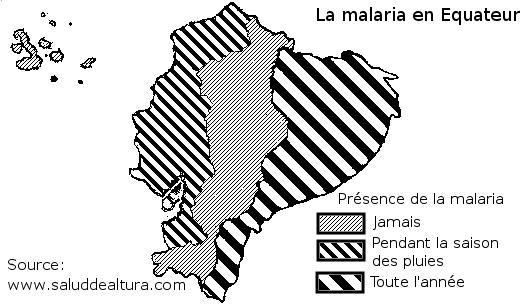 La malaria en Equateur
Présence de la malaria
Jamais
Pendant la saison
des pluies
Toute l'année
Source:
www.saluddealtura.com